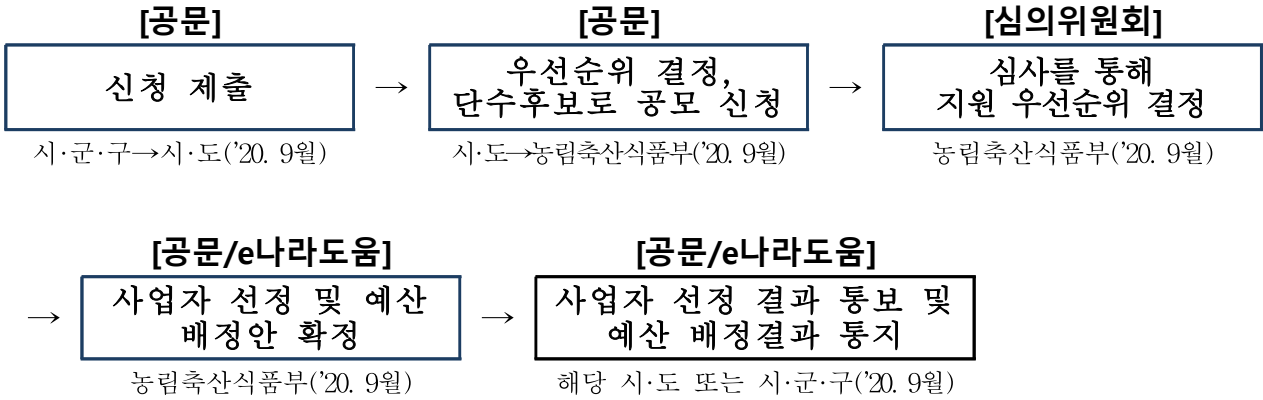 [공문] [공문] [심의위원회]
신청 제출 → 우선순위 결정, 단수후보로 공모 신청 → 심사를 통해 지원 우선순위 결정
시·군·구→시·도('20. 9월) 시·도→농림축산식품부('20. 9월) 농림축산식품부('20. 9월)
[공문/e나라도움] [공문/e나라도움]
→ 사업자 선정 및 예산 배정안 확정 → 사업자 선정 결과 통보 및 예산 배정결과 통지
농림축산식품부('20. 9월) 해당 시·도 또는 시·군·구('20. 9월)